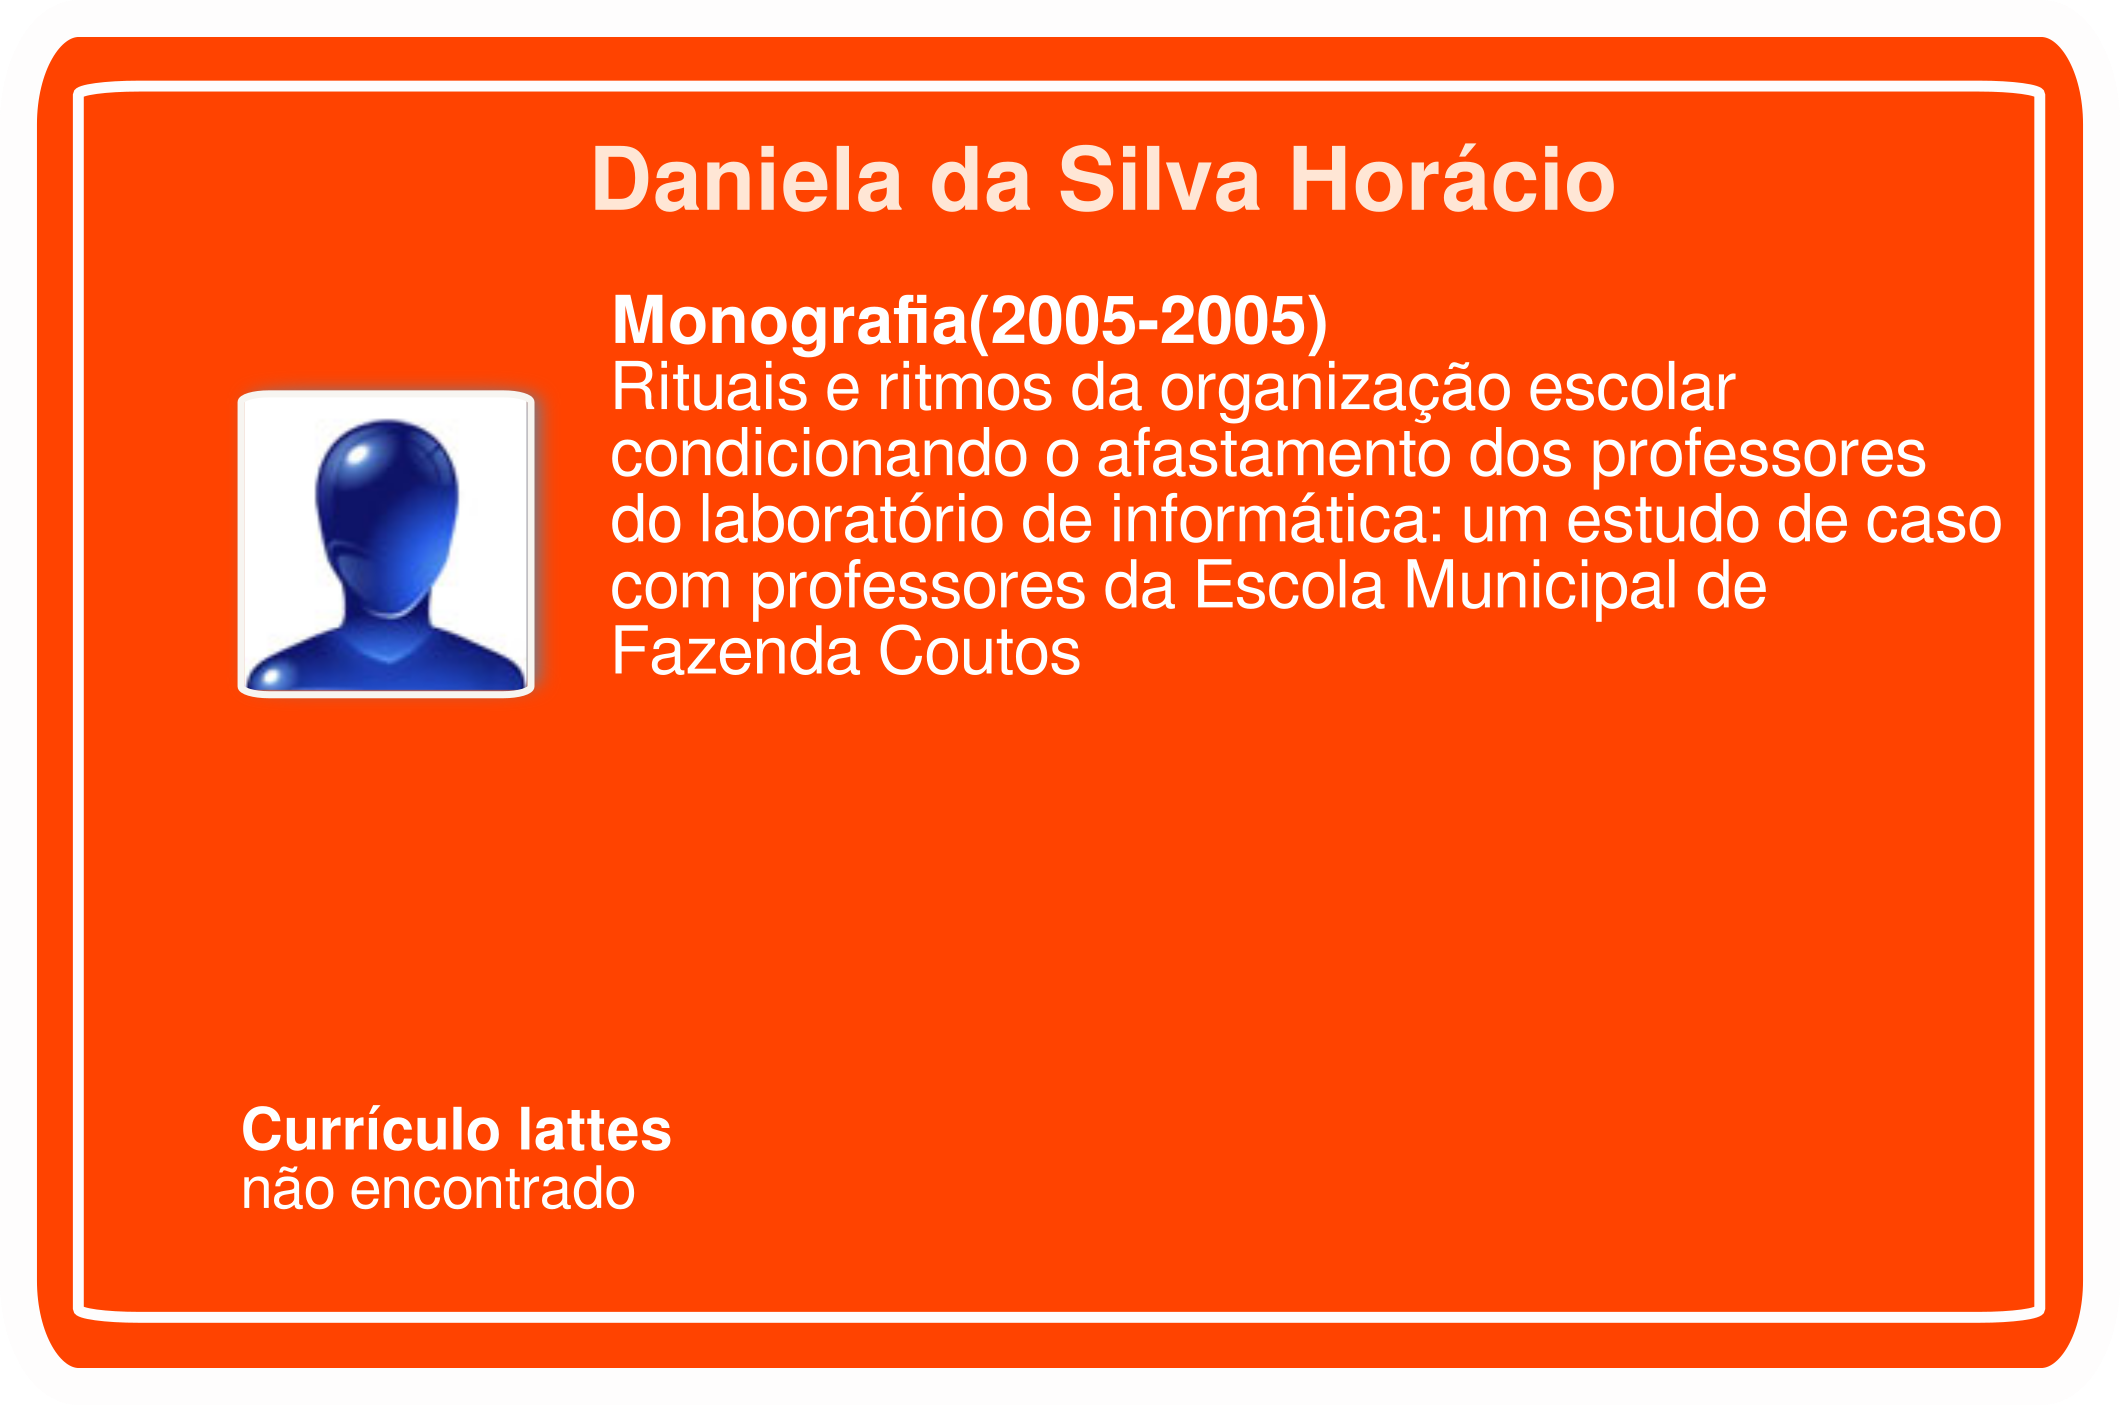 Daniela da Silva Horácio
Monografia(2005-2005)
Rituais e ritmos da organização escolar
condicionando o afastamento dos professores
do laboratório de informática: um estudo de caso
com professores da Escola Municipal de
Fazenda Coutos
Currículo lattes
não encontrado